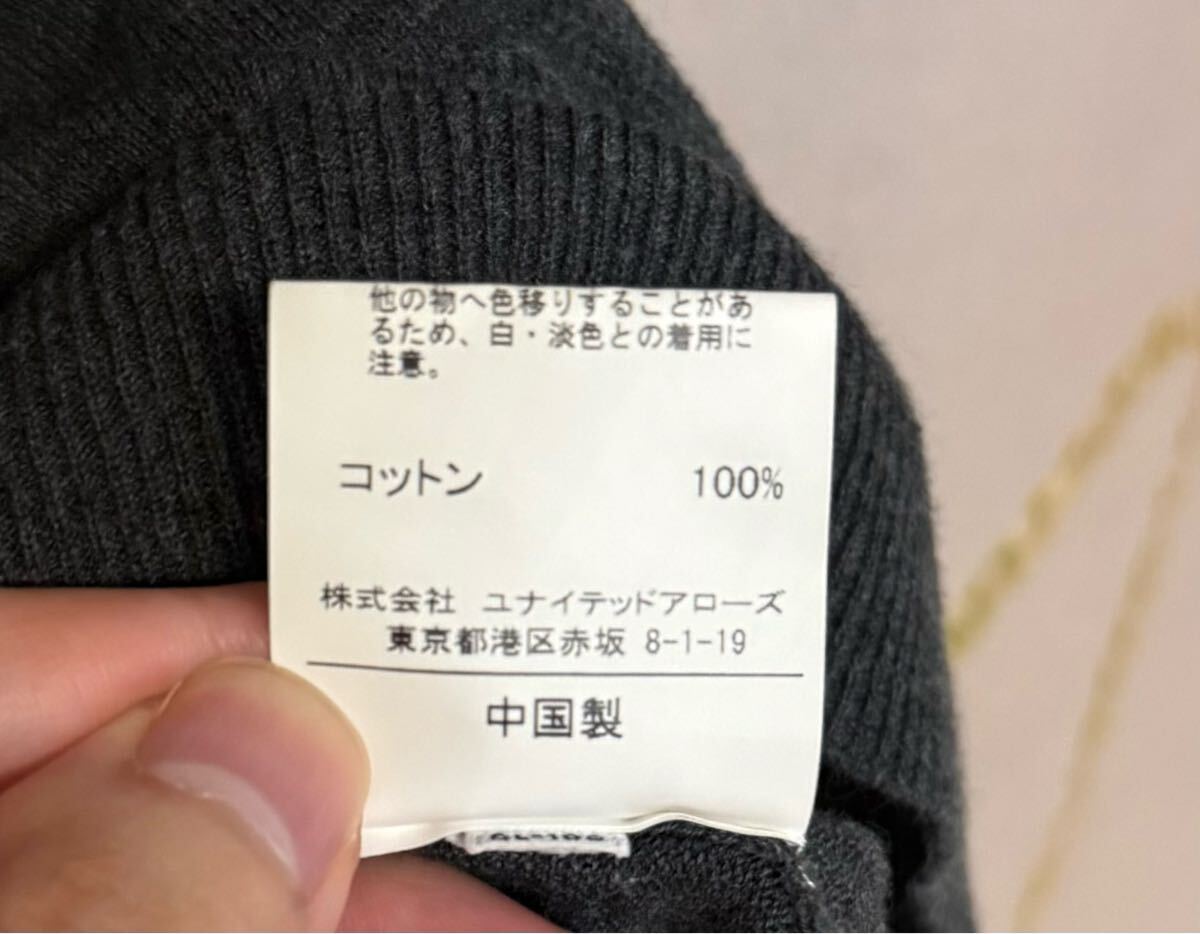 他の物へ色移りすることがあ
るため、白・淡色との着用に
注意。
コットン 100%
株式会社 ユナイテッドアローズ
東京都港区赤坂 8-1-19
中国製